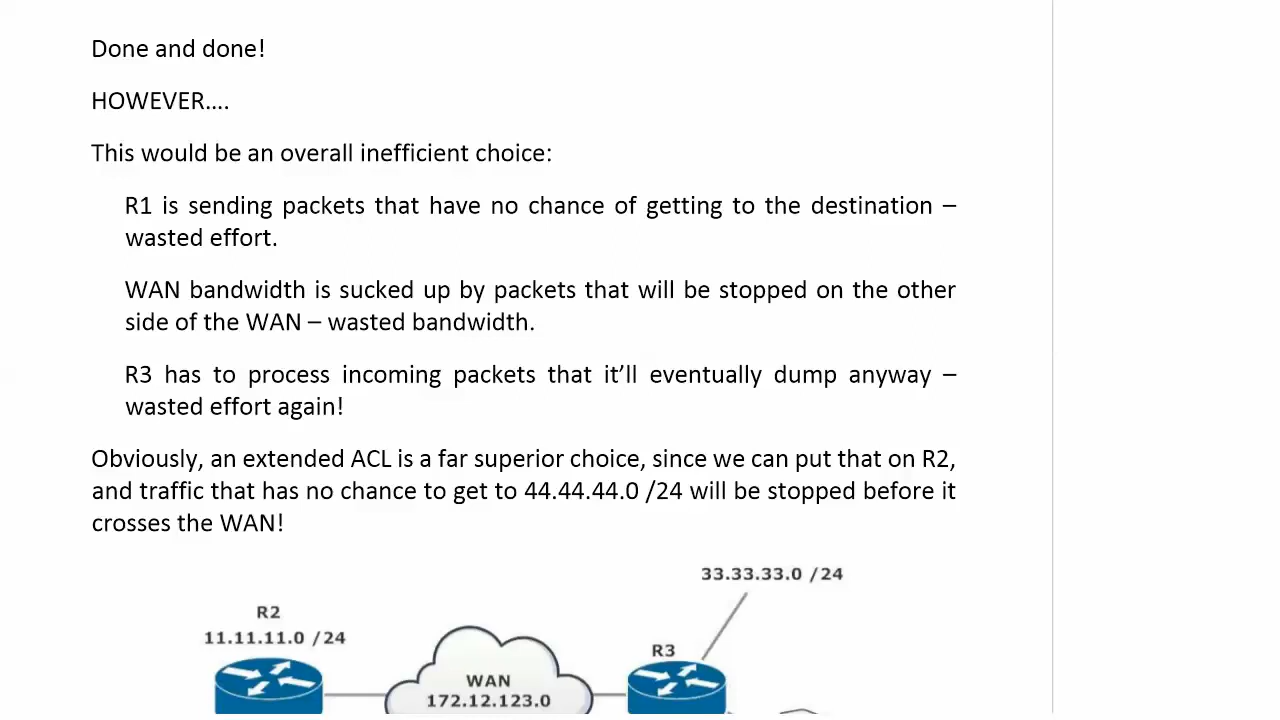 Done and done!
HOWEVER....
This would be an overall inefficient choice:
R1 is sending packets that have no chance of getting to the destination –
wasted effort.
WAN bandwidth is sucked up by packets that will be stopped on the other
side of the WAN – wasted bandwidth.
R3 has to process incoming packets that it’ll eventually dump anyway –
wasted effort again!
Obviously, an extended ACL is a far superior choice, since we can put that on R2,
and traffic that has no chance to get to 44.44.44.0 /24 will be stopped before it
crosses the WAN!
33.33.33.0 /24
R2
11.11.11.0 /24
R3
WAN
172.12.123.0